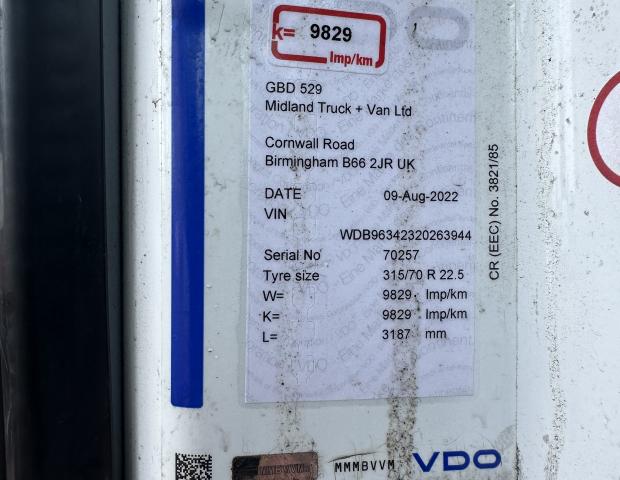 k= 9829
Imp/km
GBD 529
Midland Truck + Van Ltd
Cornwall Road
Birmingham B66 2JR UK
DATE 09-Aug-2022
VIN
WDB96342320263944
Serial No 70257
Tyre size 315/70 R 22.5
W= 9829 Imp/km
K= 9829 Imp/km
L= 3187 mm
CR (EEC) No. 3821/85
MMMBVVM
VDO